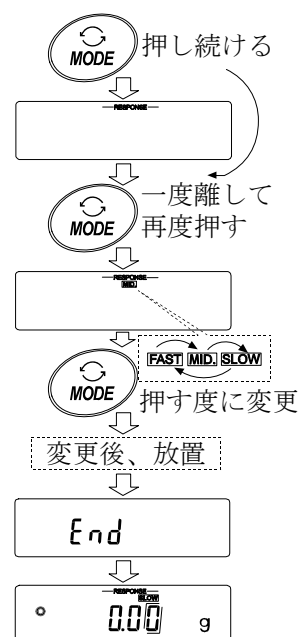 MODE
押し続ける
RESPONSE
MODE
一度離して
再度押す
RESPONSE
MID.
FAST MID. SLOW
MODE
押す度に変更
変更後、放置
End
RESPONSE
SLOW
0.00 g